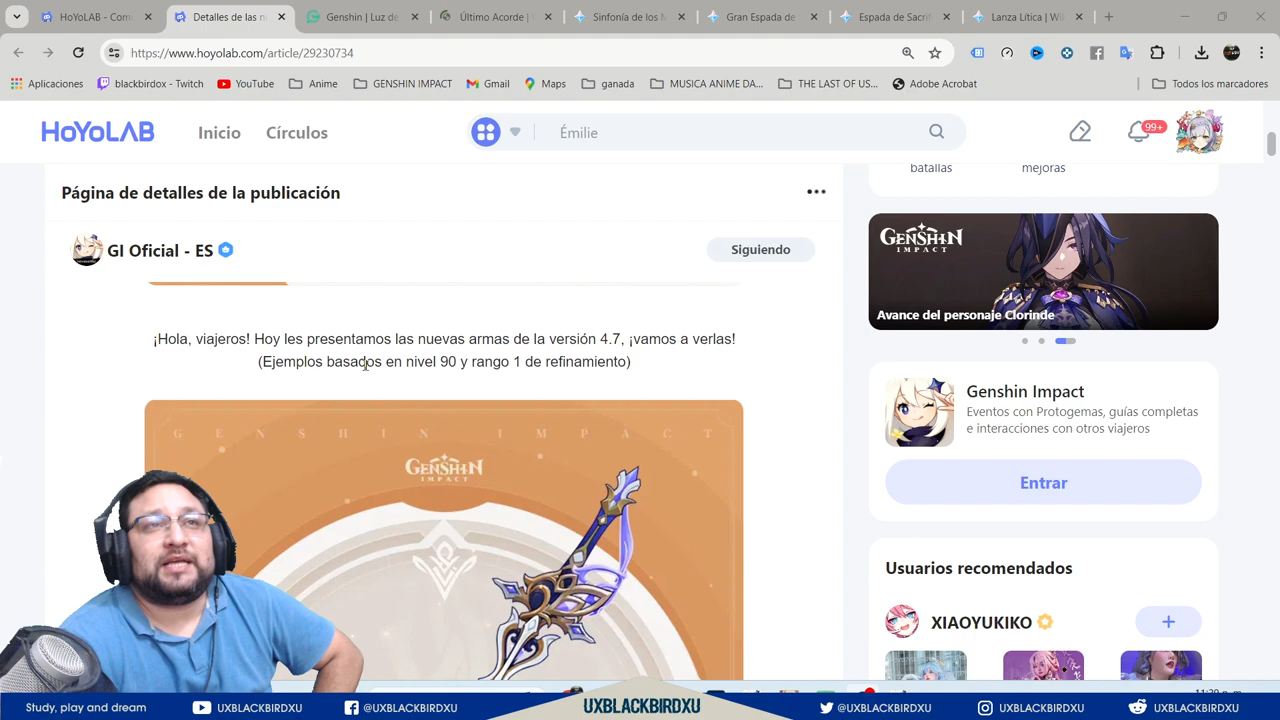 HoYoLAB - Com
Detalles de las n
Genshin | Luz de
Último Acorde |
Sinfonía de los
Gran Espada de
Espada de Sacrif
Lanza Lítica | Wik
https://www.hoyolab.com/article/29230734
Aplicaciones
blackbirdox - Twitch
YouTube
Anime
GENSHIN IMPACT
Gmail
Maps
ganada
MUSICA ANIME DA...
THE LAST OF US...
Adobe Acrobat
Todos los marcadores
HoYoLAB
Inicio
Círculos
Émilie
99+
Página de detalles de la publicación
GI Oficial - ES
Siguiendo
¡Hola, viajeros! Hoy les presentamos las nuevas armas de la versión 4.7, ¡vamos a verlas!
(Ejemplos basados en nivel 90 y rango 1 de refinamiento)
GENSHIN IMPACT
GENSHIN
IMPACT
batallas
mejoras
GENSHIN
IMPACT
Avance del personaje Clorinde
Genshin Impact
Eventos con Protogemas, guías completas
e interacciones con otros viajeros
Entrar
Usuarios recomendados
XIAOYUKIKO
Study, play and dream
UXBLACKBIRDXU
@UXBLACKBIRDXU
UXBLACKBIRDXU
@UXBLACKBIRDXU
UXBLACKBIRDXU
UXBLACKBIRDXU